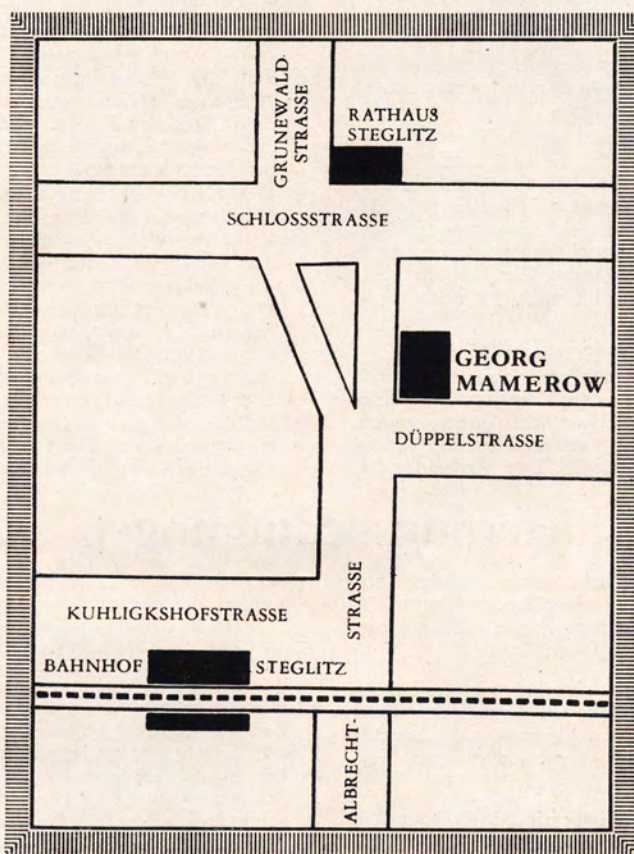 GRUNEWALD-
STRASSE
RATHAUS
STEGLITZ
SCHLOSSSTRASSE
GEORG
MAMEROW
DÜPPELSTRASSE
KUHLIGKSHOFSTRASSE
BAHNHOF STEGLITZ
ALBRECHT-
STRASSE